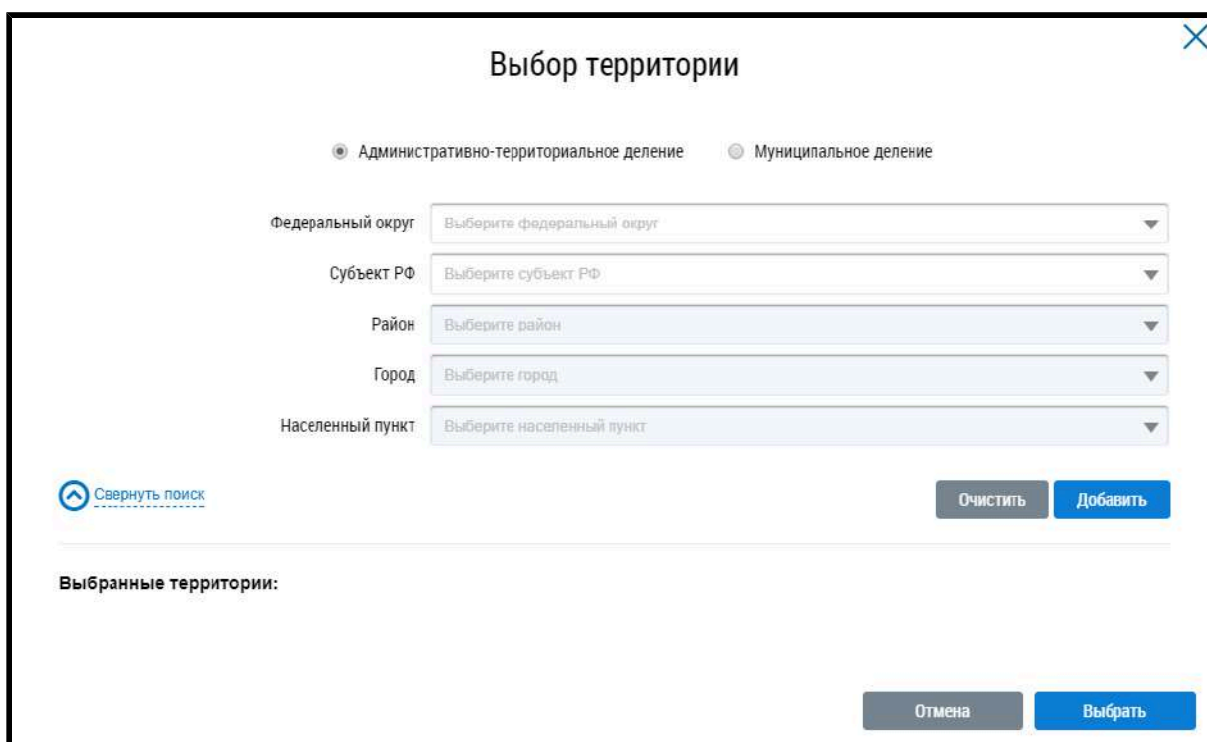 Выбор территории
Административно-территориальное деление Муниципальное деление
Федеральный округ Выберите федеральный округ
Субъект РФ Выберите субъект РФ
Район Выберите район
Город Выберите город
Населенный пункт Выберите населенный пункт
Свернуть поиск Очистить Добавить
Выбранные территории:
Отмена Выбрать